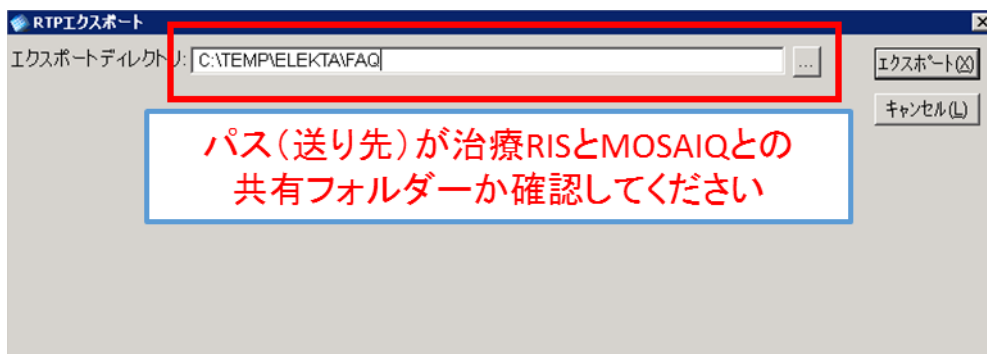 RTPエクスポート
エクスポートディレクトリ: C:\TEMP\ELEKTA\FAQ ...
エクスポート(X)
キャンセル(L)
パス（送り先）が治療RISとMOSAIQとの
共有フォルダーか確認してください